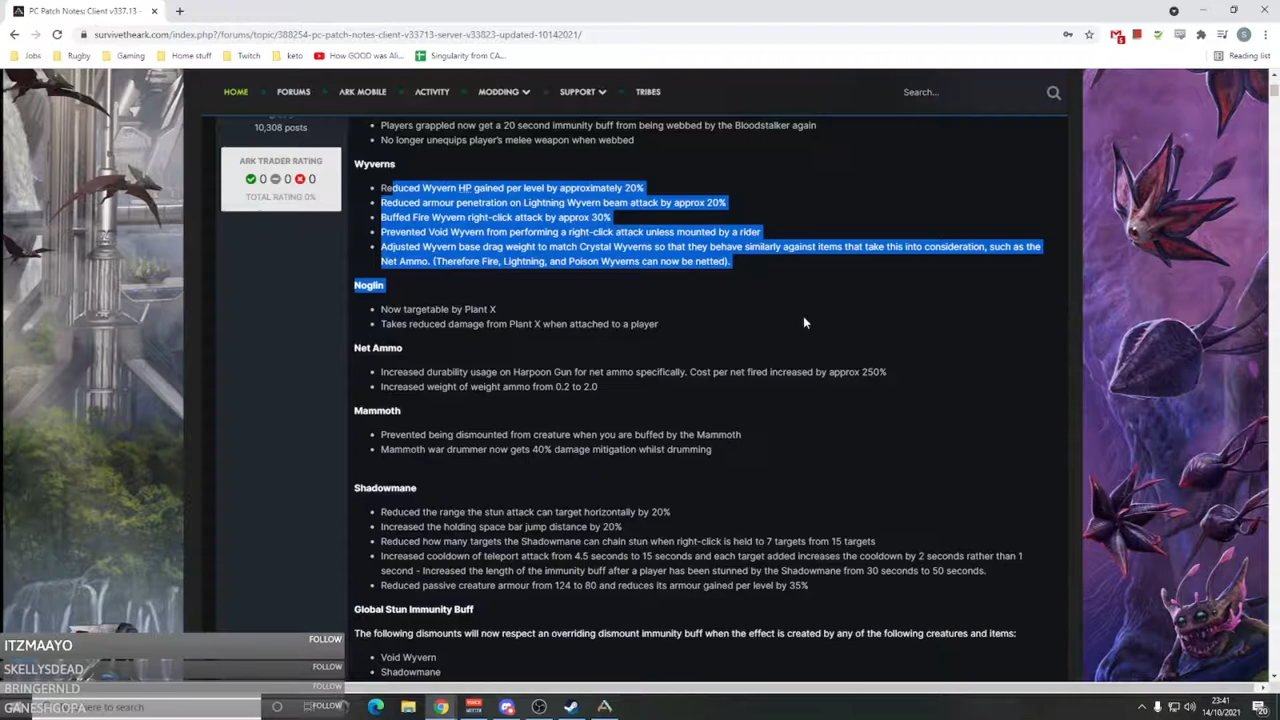 PC Patch Notes: Client v337.13 -
survivetheark.com/index.php?/forums/topic/388254-pc-patch-notes-client-v33713-server-v33823-updated-10142021/
Jobs Rugby Gaming Home stuff Twitch keto How GOOD was Ali... Singularity from CA... Reading list
HOME FORUMS ARK MOBILE ACTIVITY MODDING SUPPORT TRIBES Search...
10,308 posts
ARK TRADER RATING
0 0 0
TOTAL RATING 0%
Players grappled now get a 20 second immunity buff from being webbed by the Bloodstalker again
No longer unequips player's melee weapon when webbed
Wyverns
Reduced Wyvern HP gained per level by approximately 20%
Reduced armour penetration on Lightning Wyvern beam attack by approx 20%
Buffed Fire Wyvern right-click attack by approx 30%
Prevented Void Wyvern from performing a right-click attack unless mounted by a rider
Adjusted Wyvern base drag weight to match Crystal Wyverns so that they behave similarly against items that take this into consideration, such as the
Net Ammo. (Therefore Fire, Lightning, and Poison Wyverns can now be netted).
Noglin
Now targetable by Plant X
Takes reduced damage from Plant X when attached to a player
Net Ammo
Increased durability usage on Harpoon Gun for net ammo specifically. Cost per net fired increased by approx 250%
Increased weight of weight ammo from 0.2 to 2.0
Mammoth
Prevented being dismounted from creature when you are buffed by the Mammoth
Mammoth war drummer now gets 40% damage mitigation whilst drumming
Shadowmane
Reduced the range the stun attack can target horizontally by 20%
Increased the holding space bar jump distance by 20%
Reduced how many targets the Shadowmane can chain stun when right-click is held to 7 targets from 15 targets
Increased cooldown of teleport attack from 4.5 seconds to 15 seconds and each target added increases the cooldown by 2 seconds rather than 1
second - Increased the length of the immunity buff after a player has been stunned by the Shadowmane from 30 seconds to 50 seconds.
Reduced passive creature armour from 124 to 80 and reduces its armour gained per level by 35%
Global Stun Immunity Buff
The following dismounts will now respect an overriding dismount immunity buff when the effect is created by any of the following creatures and items:
Void Wyvern
Shadowmane
ITZMAAYO FOLLOW
SKELLYSDEAD FOLLOW
BRINGERNLD FOLLOW
GANESHGOPA FOLLOW
here to search
23:41
14/10/2021
20